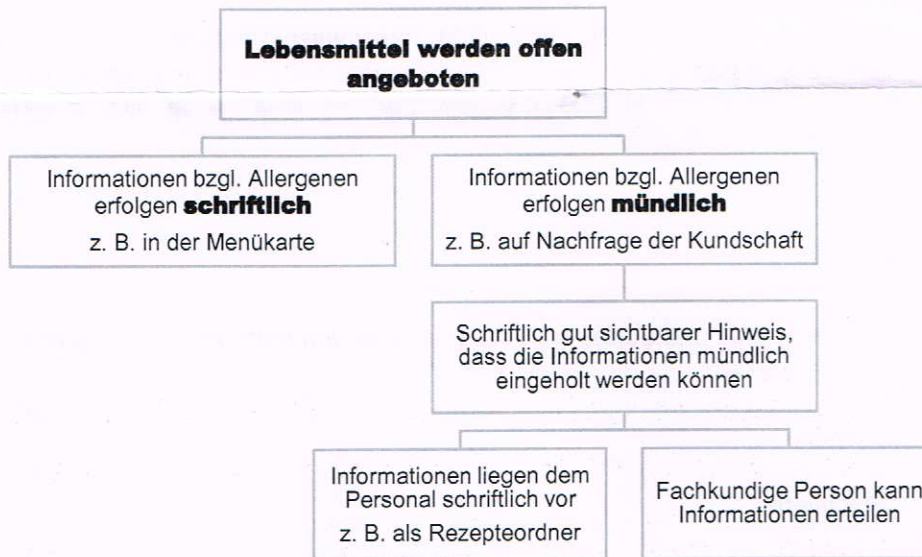 Lebensmittel werden offen
angeboten
Informationen bzgl. Allergenen
erfolgen schriftlich
z. B. in der Menükarte
Informationen bzgl. Allergenen
erfolgen mündlich
z. B. auf Nachfrage der Kundschaft
Schriftlich gut sichtbarer Hinweis,
dass die Informationen mündlich
eingeholt werden können
Informationen liegen dem
Personal schriftlich vor
z. B. als Rezepteordner
Fachkundige Person kann
Informationen erteilen